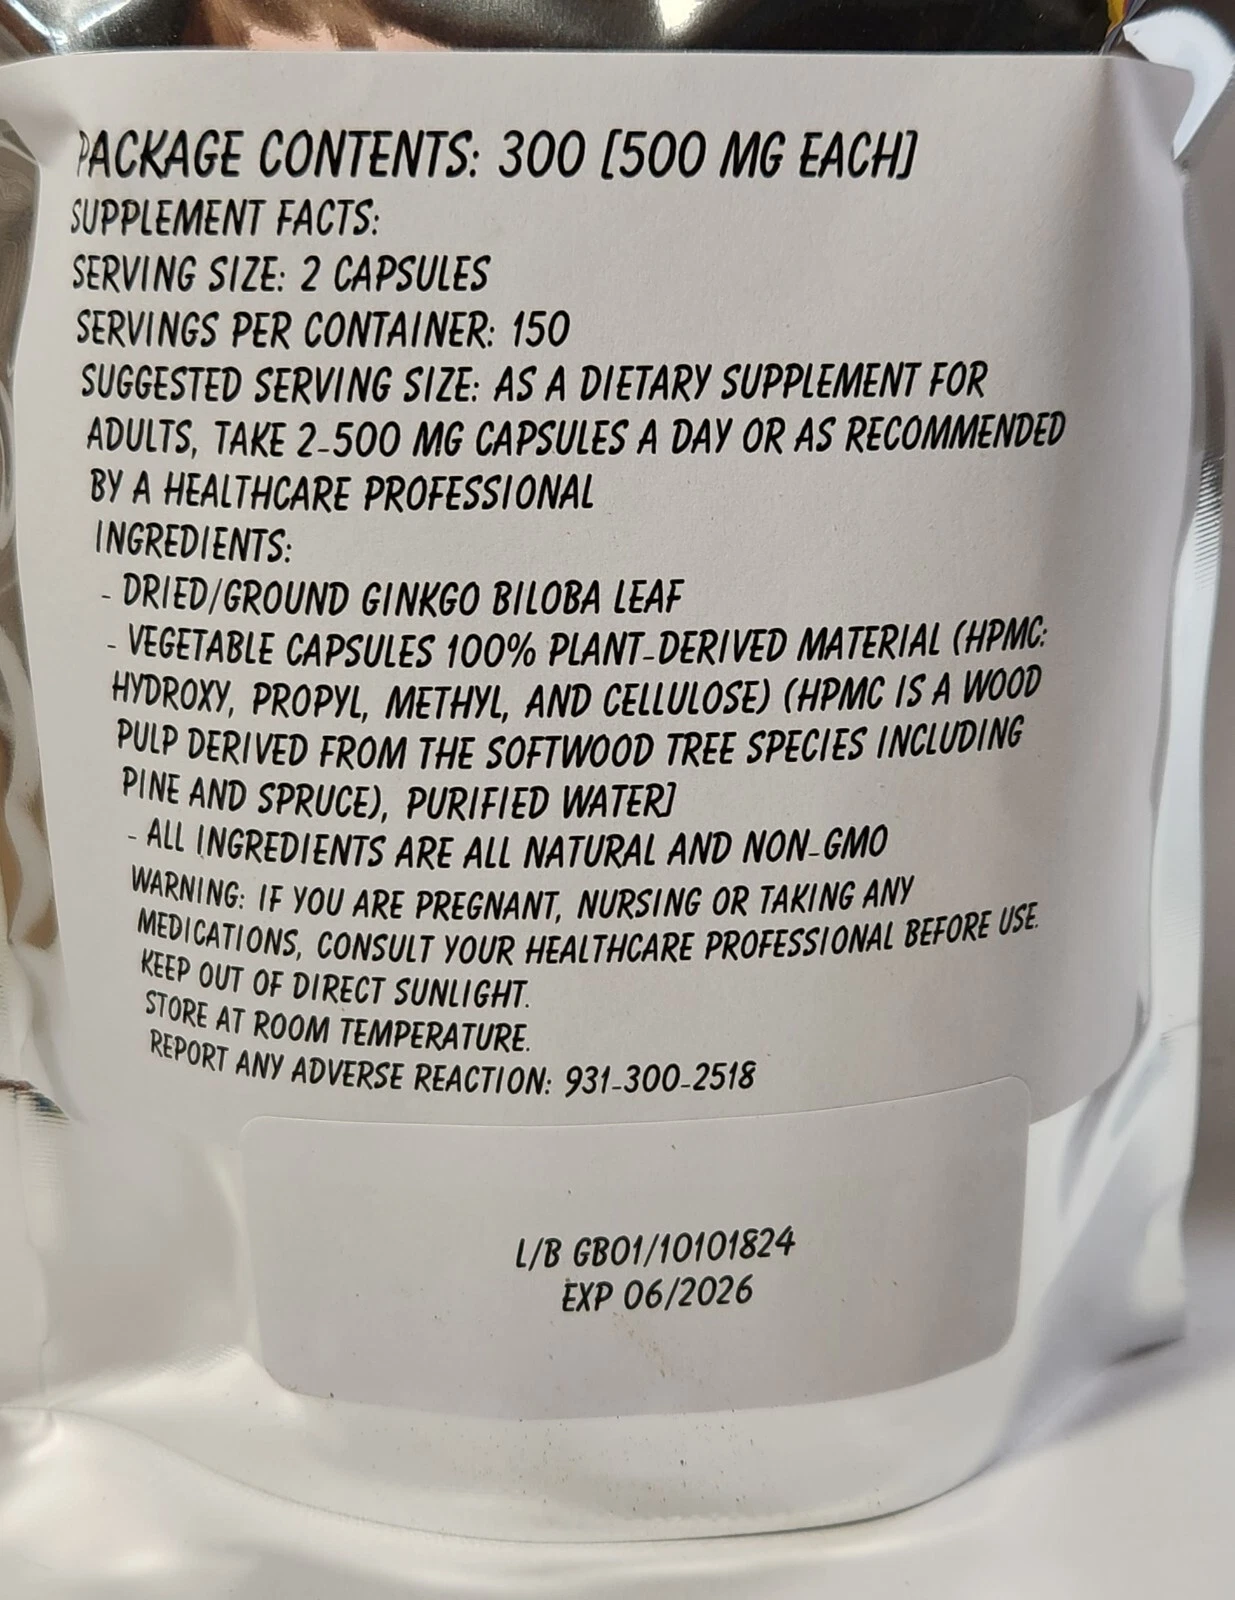 PACKAGE CONTENTS: 300 [500 MG EACH]
SUPPLEMENT FACTS:
SERVING SIZE: 2 CAPSULES
SERVINGS PER CONTAINER: 150
SUGGESTED SERVING SIZE: AS A DIETARY SUPPLEMENT FOR
ADULTS, TAKE 2-500 MG CAPSULES A DAY OR AS RECOMMENDED
BY A HEALTHCARE PROFESSIONAL
INGREDIENTS:
- DRIED/GROUND GINKGO BILOBA LEAF
- VEGETABLE CAPSULES 100% PLANT-DERIVED MATERIAL (HPMC:
HYDROXY, PROPYL, METHYL, AND CELLULOSE) (HPMC IS A WOOD
PULP DERIVED FROM THE SOFTWOOD TREE SPECIES INCLUDING
PINE AND SPRUCE), PURIFIED WATER]
- ALL INGREDIENTS ARE ALL NATURAL AND NON-GMO
WARNING: IF YOU ARE PREGNANT, NURSING OR TAKING ANY
MEDICATIONS, CONSULT YOUR HEALTHCARE PROFESSIONAL BEFORE USE.
KEEP OUT OF DIRECT SUNLIGHT.
STORE AT ROOM TEMPERATURE.
REPORT ANY ADVERSE REACTION: 931-300-2518
L/B GB01/10101824
EXP 06/2026